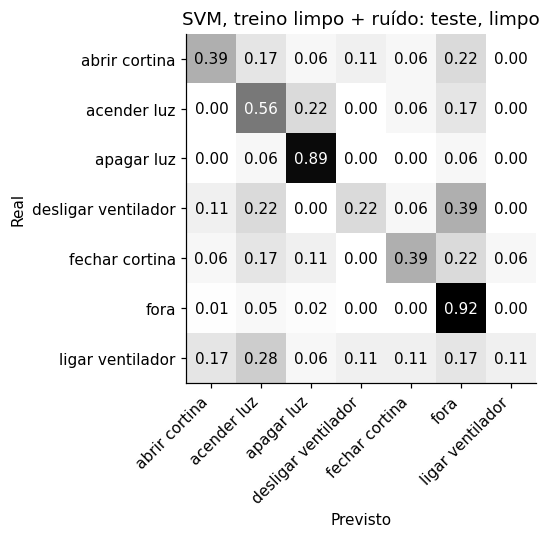 SVM, treino limpo + ruído: teste, limpo
abrir cortina 0.39 0.17 0.06 0.11 0.06 0.22 0.00
acender luz 0.00 0.56 0.22 0.00 0.06 0.17 0.00
apagar luz 0.00 0.06 0.89 0.00 0.00 0.06 0.00
desligar ventilador 0.11 0.22 0.00 0.22 0.06 0.39 0.00
fechar cortina 0.06 0.17 0.11 0.00 0.39 0.22 0.06
fora 0.01 0.05 0.02 0.00 0.00 0.92 0.00
ligar ventilador 0.17 0.28 0.06 0.11 0.11 0.17 0.11
Real
abrir cortina
acender luz
apagar luz
desligar ventilador
fechar cortina
fora
ligar ventilador
Previsto